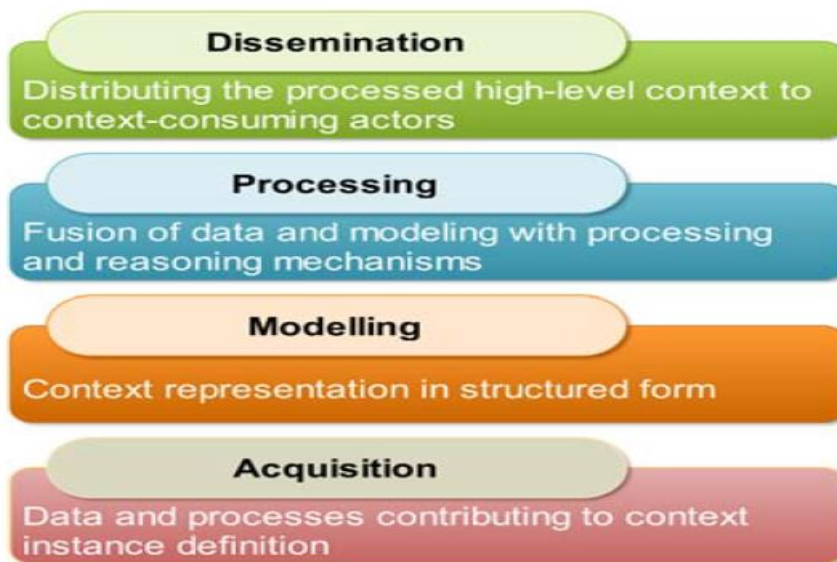 Dissemination
Distributing the processed high-level context to
context-consuming actors
Processing
Fusion of data and modeling with processing
and reasoning mechanisms
Modelling
Context representation in structured form
Acquisition
Data and processes contributing to context
instance definition